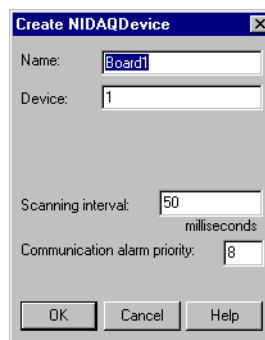 Create NIDAQDevice
Name: Board1
Device: 1
Scanning interval: 50
milliseconds
Communication alarm priority: 8
OK Cancel Help